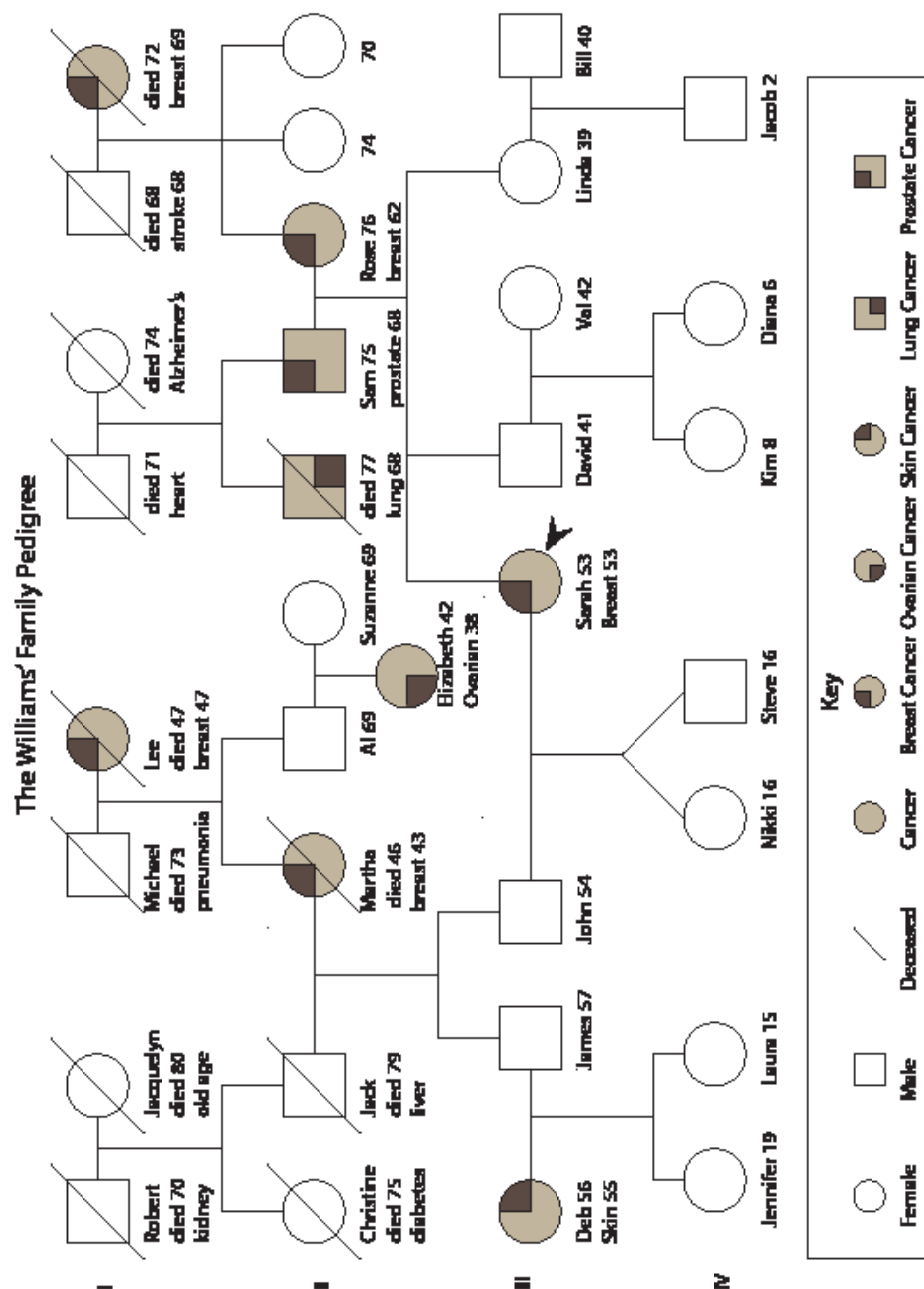 The Williams' Family Pedigree
I
Robert
died 70
kidney
Jacquelyn
died 80
old age
Michael
died 73
pneumonia
Lee
died 47
breast 47
died 71
heart
died 74
Alzheimer's
died 68
stroke 68
died 72
breast 69
II
Christine
died 75
diabetes
Jack
died 79
liver
Martha
died 46
breast 43
Al 69
Suzanne 69
Elizabeth 42
Ovarian 38
died 77
lung 68
Sam 75
prostate 68
Rose 76
breast 62
74
70
III
Deb 56
Skin 55
James 57
John 54
Sarah 53
Breast 53
David 41
Val 42
Linda 39
Bill 40
IV
Jennifer 19
Laura 15
Nikki 16
Steve 16
Kim 8
Diana 6
Jacob 2
Key
Female
Male
Deceased
Cancer
Breast Cancer
Ovarian Cancer
Skin Cancer
Lung Cancer
Prostate Cancer